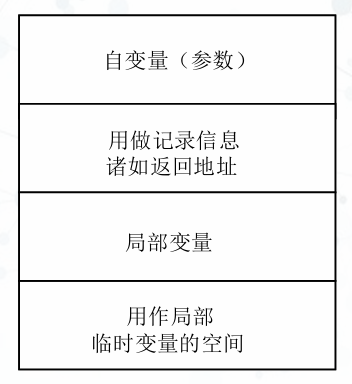 自变量（参数）
用做记录信息
诸如返回地址
局部变量
用作局部
临时变量的空间